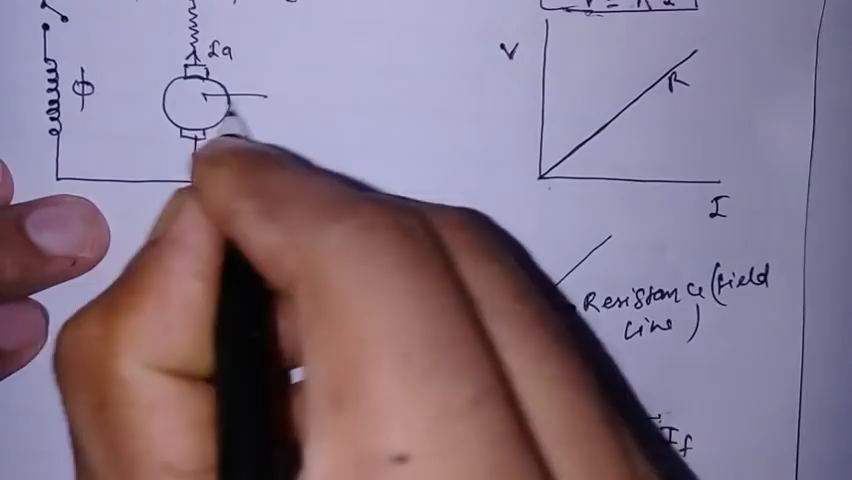 Ia
ϕ
V
R
I
Resistance (field
line)
If